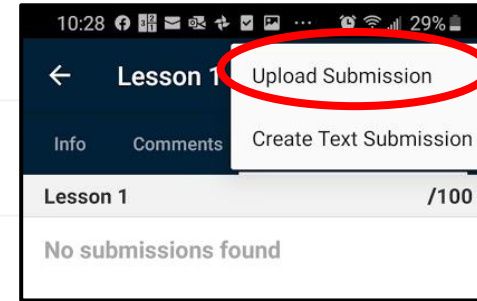 10:28 ... 29%
← Lesson 1
Upload Submission
Create Text Submission
Info Comments
Lesson 1 /100
No submissions found